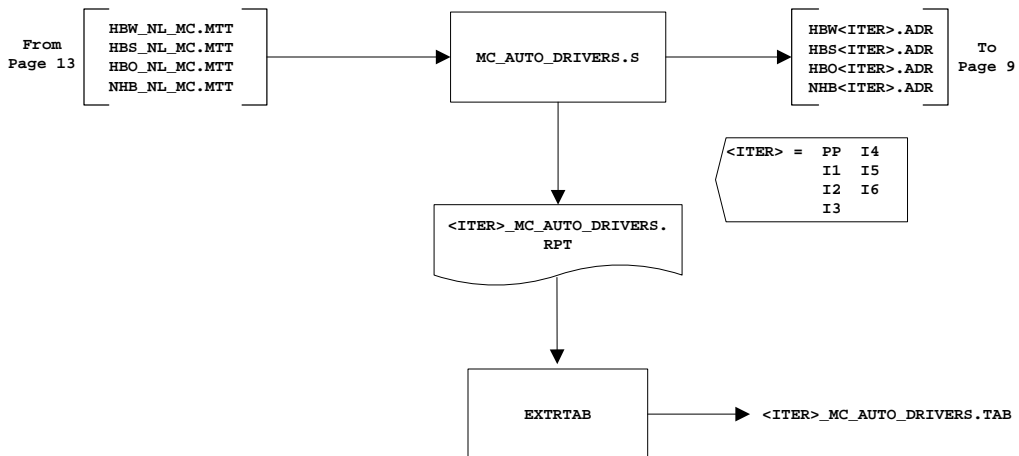 From
Page 13
HBW_NL_MC.MTT
HBS_NL_MC.MTT
HBO_NL_MC.MTT
NHB_NL_MC.MTT
MC_AUTO_DRIVERS.S
HBW<ITER>.ADR
HBS<ITER>.ADR
HBO<ITER>.ADR
NHB<ITER>.ADR
To
Page 9
<ITER> = PP I4
I1 I5
I2 I6
I3
<ITER>_MC_AUTO_DRIVERS.
RPT
EXTRTAB
<ITER>_MC_AUTO_DRIVERS.TAB